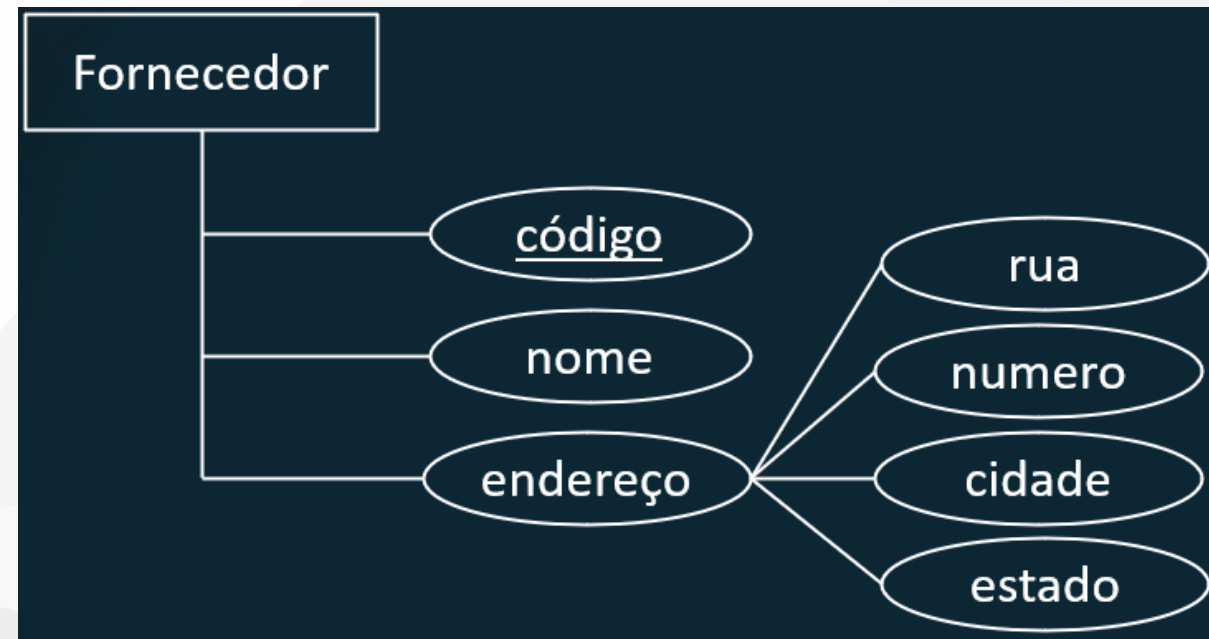 Fornecedor
código
nome
endereço
rua
numero
cidade
estado